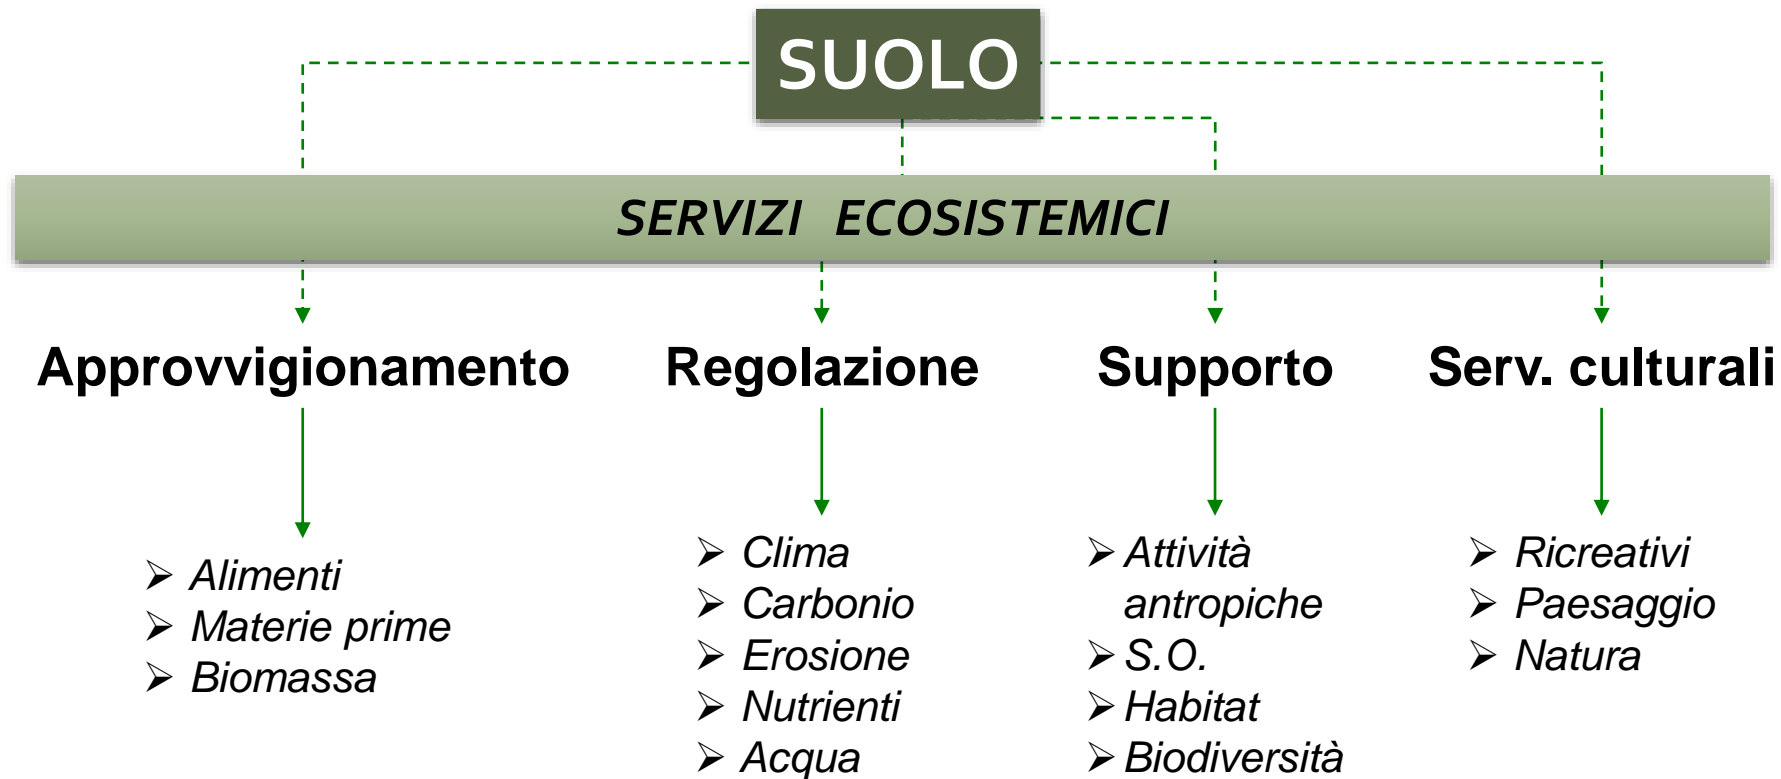 SUOLO
SERVIZI ECOSISTEMICI
Approvvigionamento
Regolazione
Supporto
Serv. culturali
➢ Alimenti
➢ Materie prime
➢ Biomassa
➢ Clima
➢ Carbonio
➢ Erosione
➢ Nutrienti
➢ Acqua
➢ Attività
antropiche
➢ S.O.
➢ Habitat
➢ Biodiversità
➢ Ricreativi
➢ Paesaggio
➢ Natura